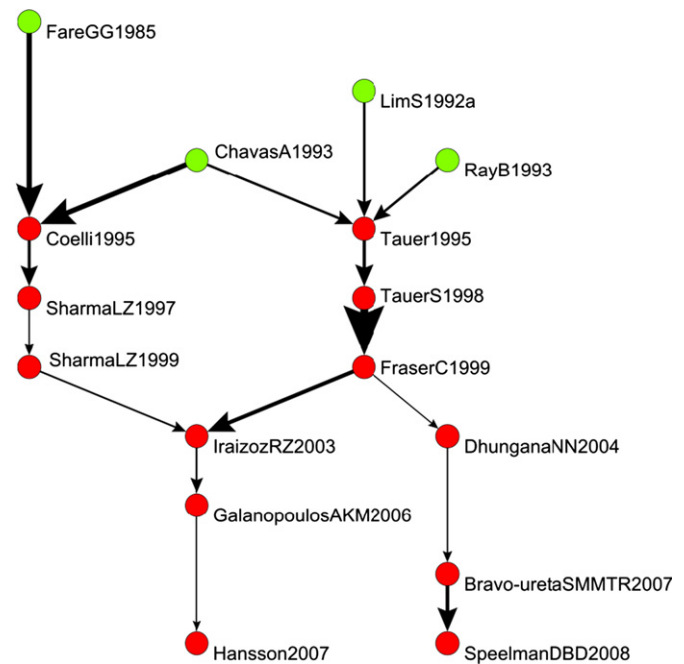 FareGG1985
LimS1992a
ChavasA1993
RayB1993
Coelli1995
Tauer1995
SharmaLZ1997
TauerS1998
SharmaLZ1999
FraserC1999
IraizozRZ2003
DhunganaNN2004
GalanopoulosAKM2006
Bravo-uretaSMMTR2007
Hansson2007
SpeelmanDBD2008